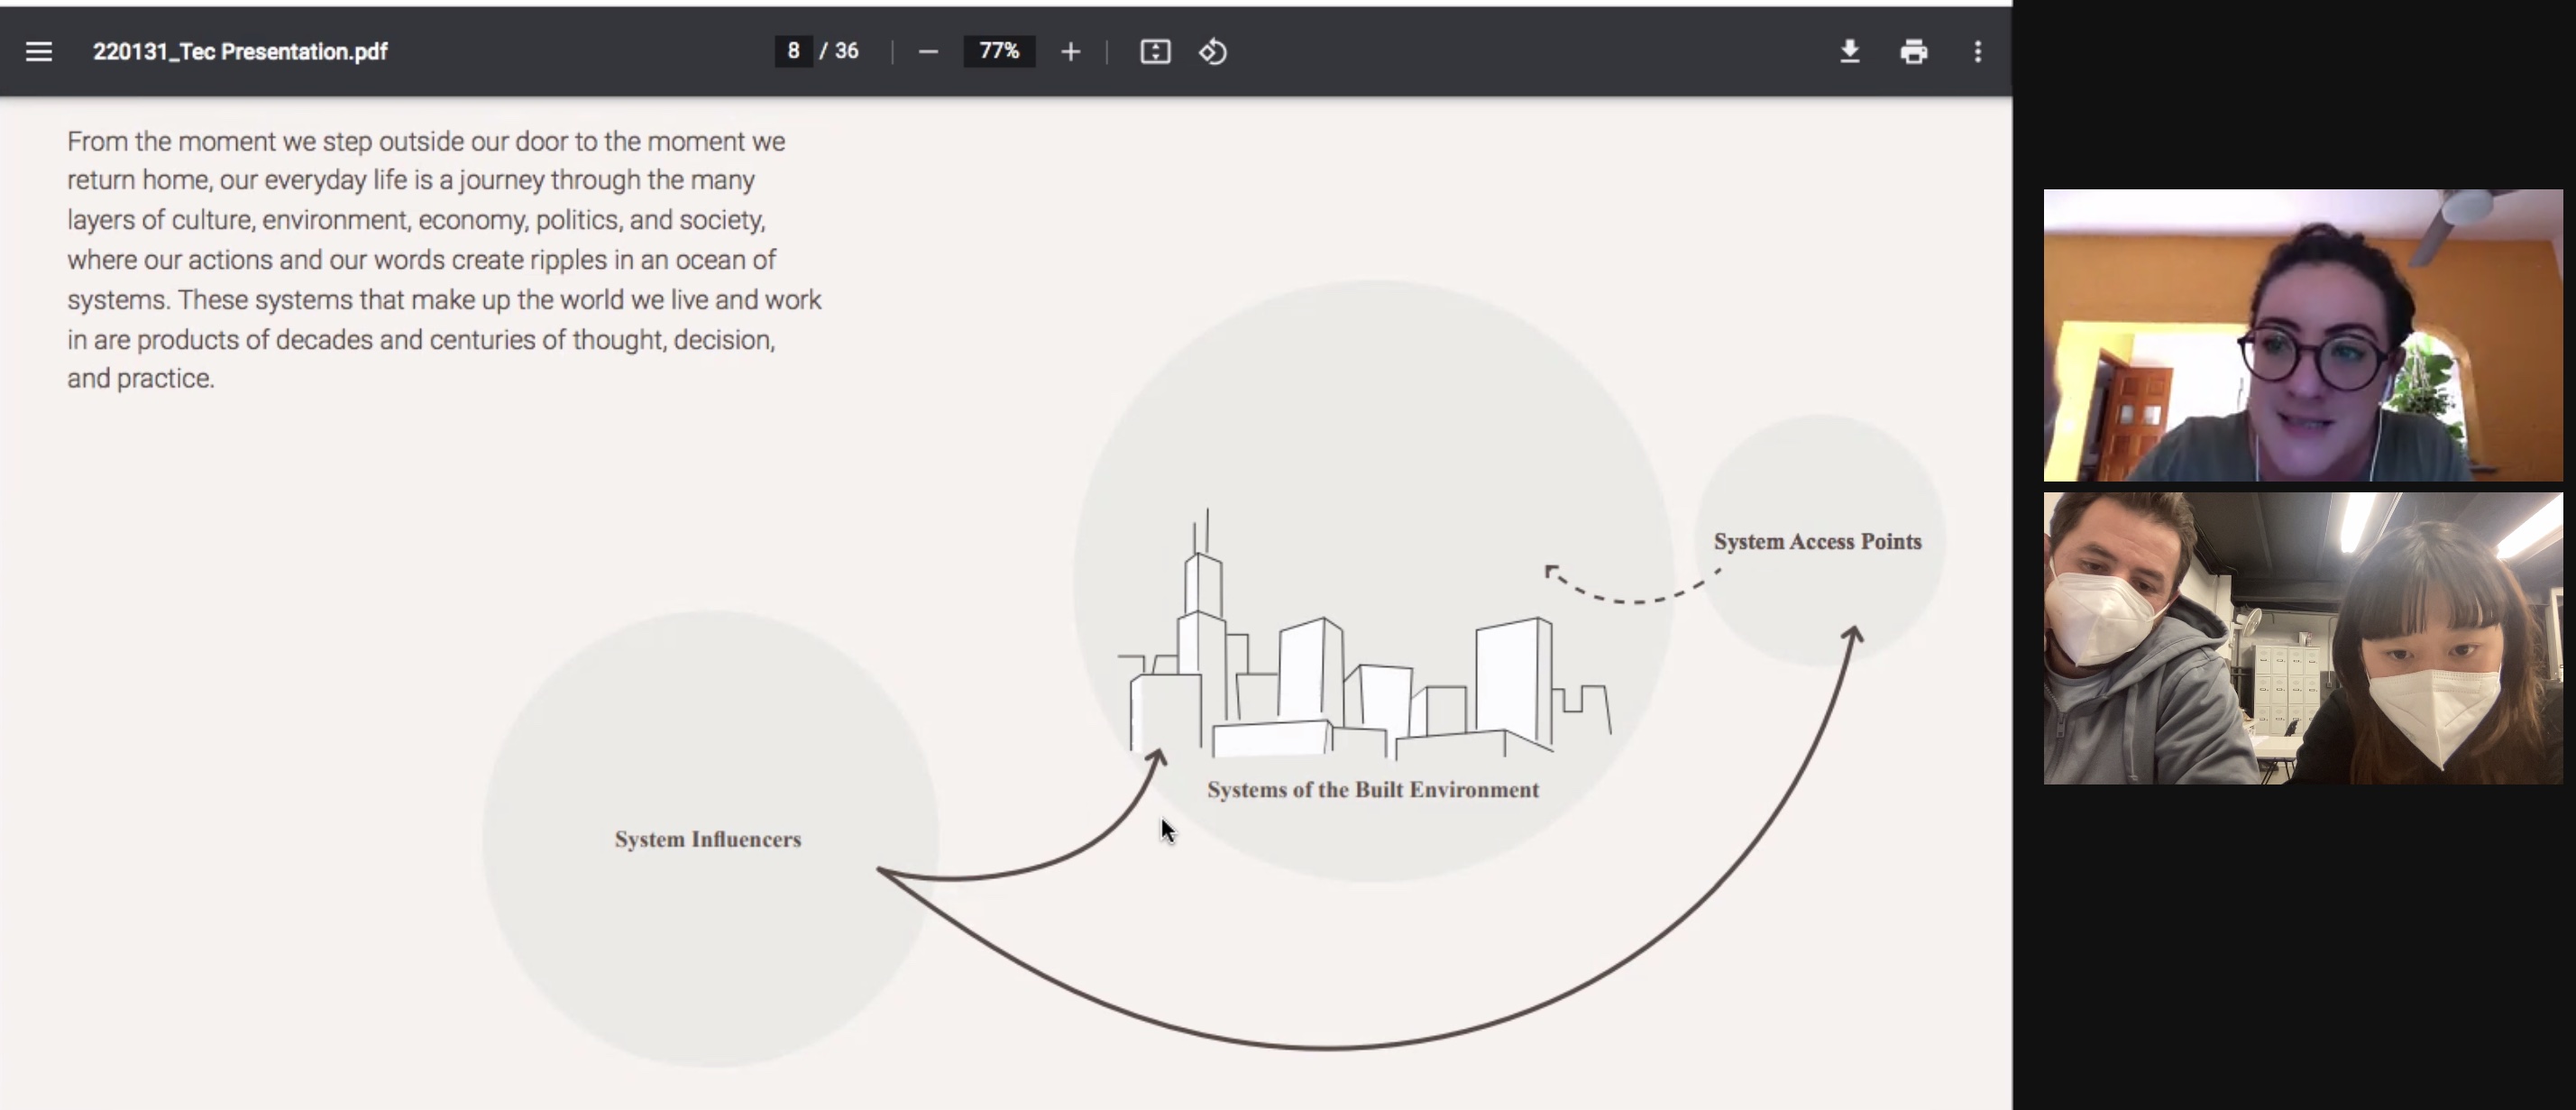 220131_Tec Presentation.pdf
8 / 36
77%
From the moment we step outside our door to the moment we
return home, our everyday life is a journey through the many
layers of culture, environment, economy, politics, and society,
where our actions and our words create ripples in an ocean of
systems. These systems that make up the world we live and work
in are products of decades and centuries of thought, decision,
and practice.
System Access Points
Systems of the Built Environment
System Influencers